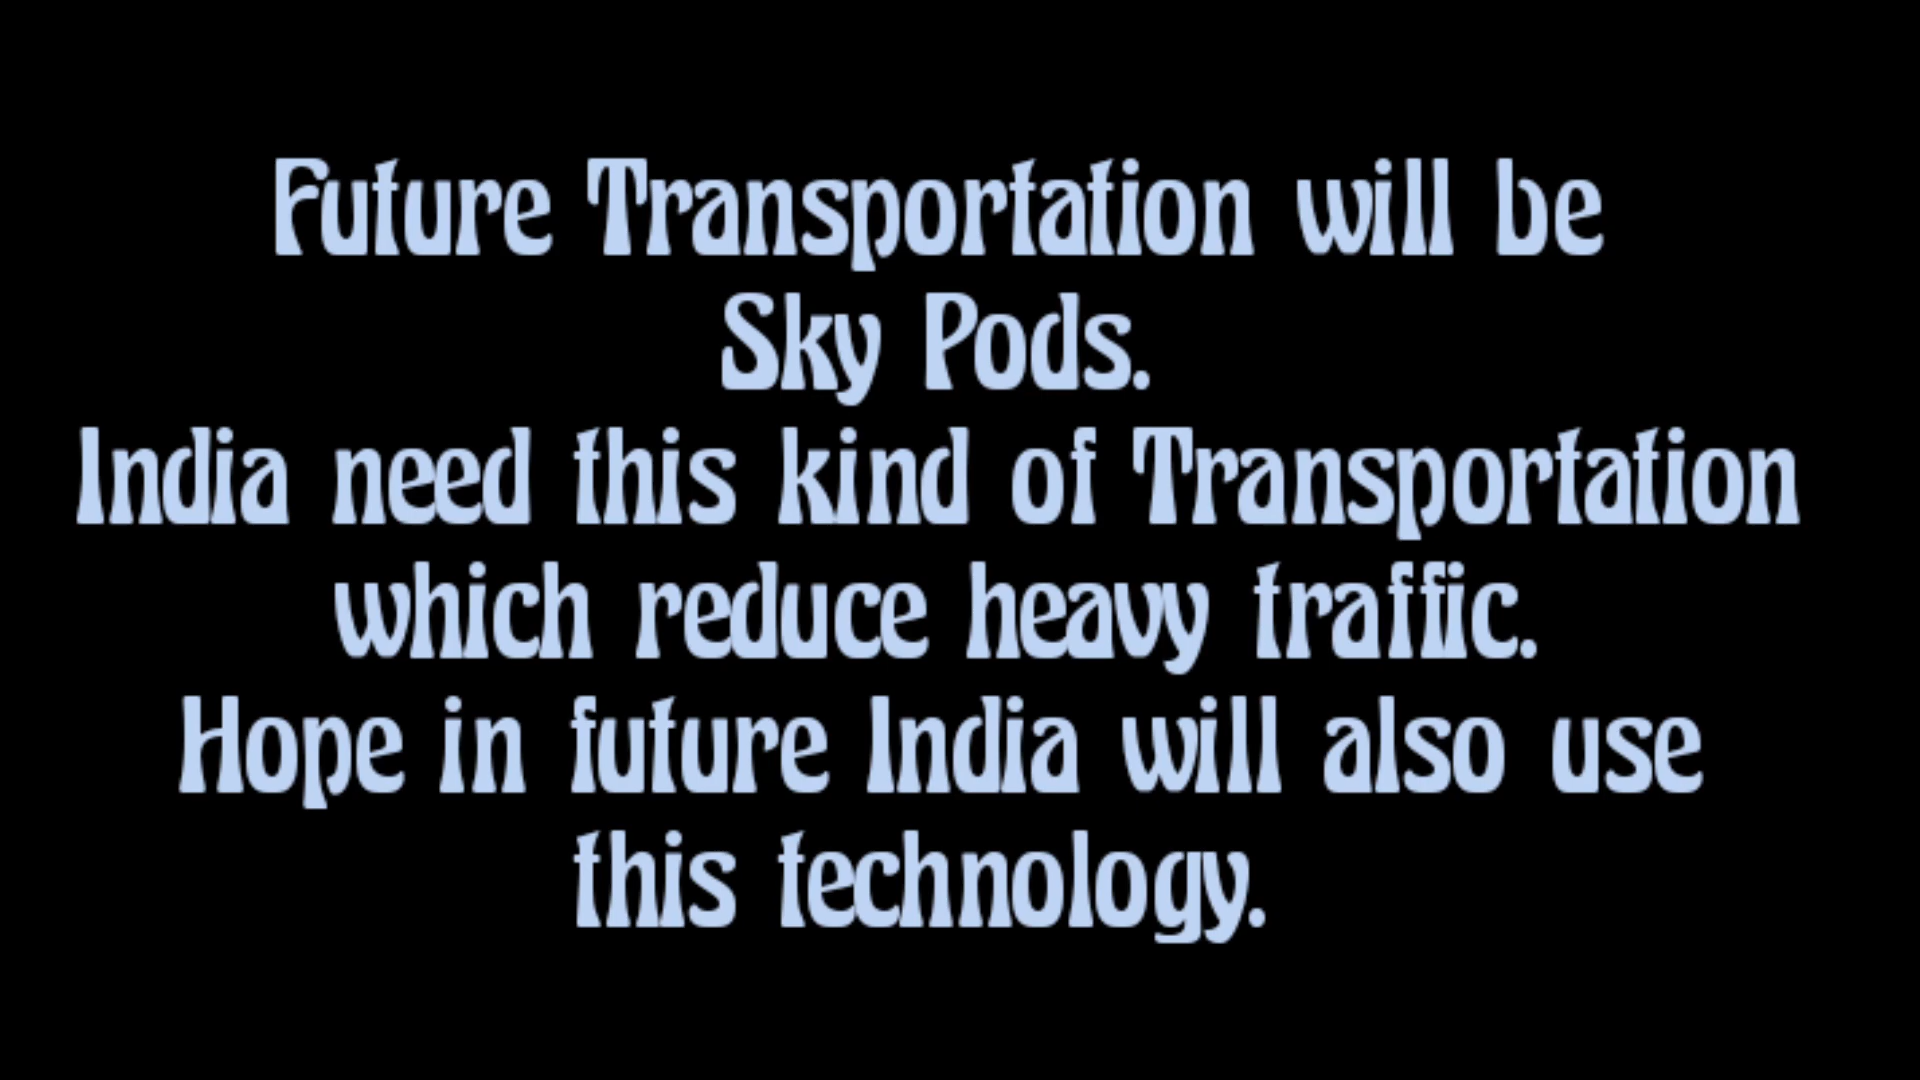 Future Transportation will be
Sky Pods.
India need this kind of Transportation
which reduce heavy traffic.
Hope in future India will also use
this technology.